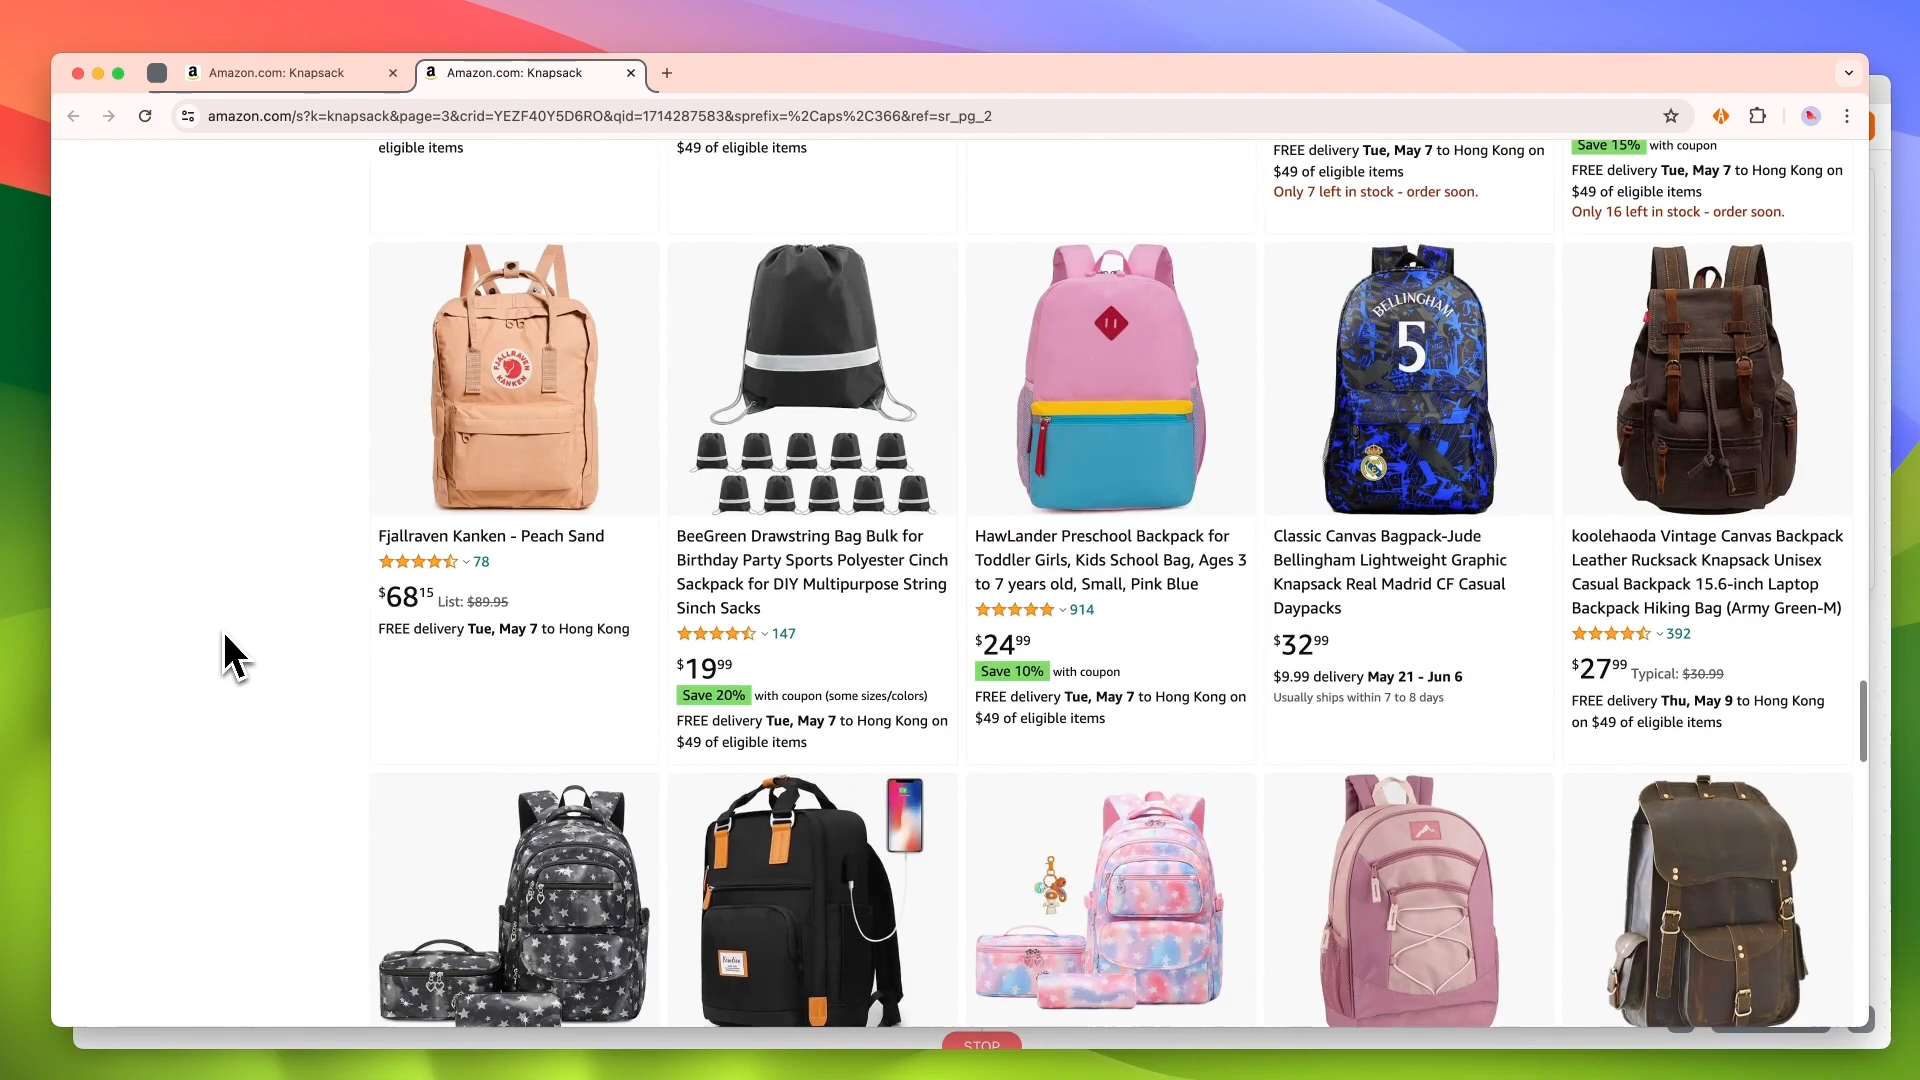 Amazon.com: Knapsack
Amazon.com: Knapsack
amazon.com/s?k=knapsack&page=3&crid=YEZF40Y5D6RO&qid=1714287583&sprefix=%2Caps%2C366&ref=sr_pg_2
eligible items
$49 of eligible items
FREE delivery Tue, May 7 to Hong Kong on
$49 of eligible items
Only 7 left in stock - order soon.
Save 15% with coupon
FREE delivery Tue, May 7 to Hong Kong on
$49 of eligible items
Only 16 left in stock - order soon.
FJALLRAVEN
KANKEN
BELLINGHAM
5
Fjallraven Kanken - Peach Sand
78
$68.15 List: $89.95
FREE delivery Tue, May 7 to Hong Kong
BeeGreen Drawstring Bag Bulk for
Birthday Party Sports Polyester Cinch
Sackpack for DIY Multipurpose String
Sinch Sacks
147
$19.99
Save 20% with coupon (some sizes/colors)
FREE delivery Tue, May 7 to Hong Kong on
$49 of eligible items
HawLander Preschool Backpack for
Toddler Girls, Kids School Bag, Ages 3
to 7 years old, Small, Pink Blue
914
$24.99
Save 10% with coupon
FREE delivery Tue, May 7 to Hong Kong on
$49 of eligible items
Classic Canvas Bagpack-Jude
Bellingham Lightweight Graphic
Knapsack Real Madrid CF Casual
Daypacks
$32.99
$9.99 delivery May 21 - Jun 6
Usually ships within 7 to 8 days
koolehaoda Vintage Canvas Backpack
Leather Rucksack Knapsack Unisex
Casual Backpack 15.6-inch Laptop
Backpack Hiking Bag (Army Green-M)
392
$27.99 Typical: $30.99
FREE delivery Thu, May 9 to Hong Kong
on $49 of eligible items
STOP